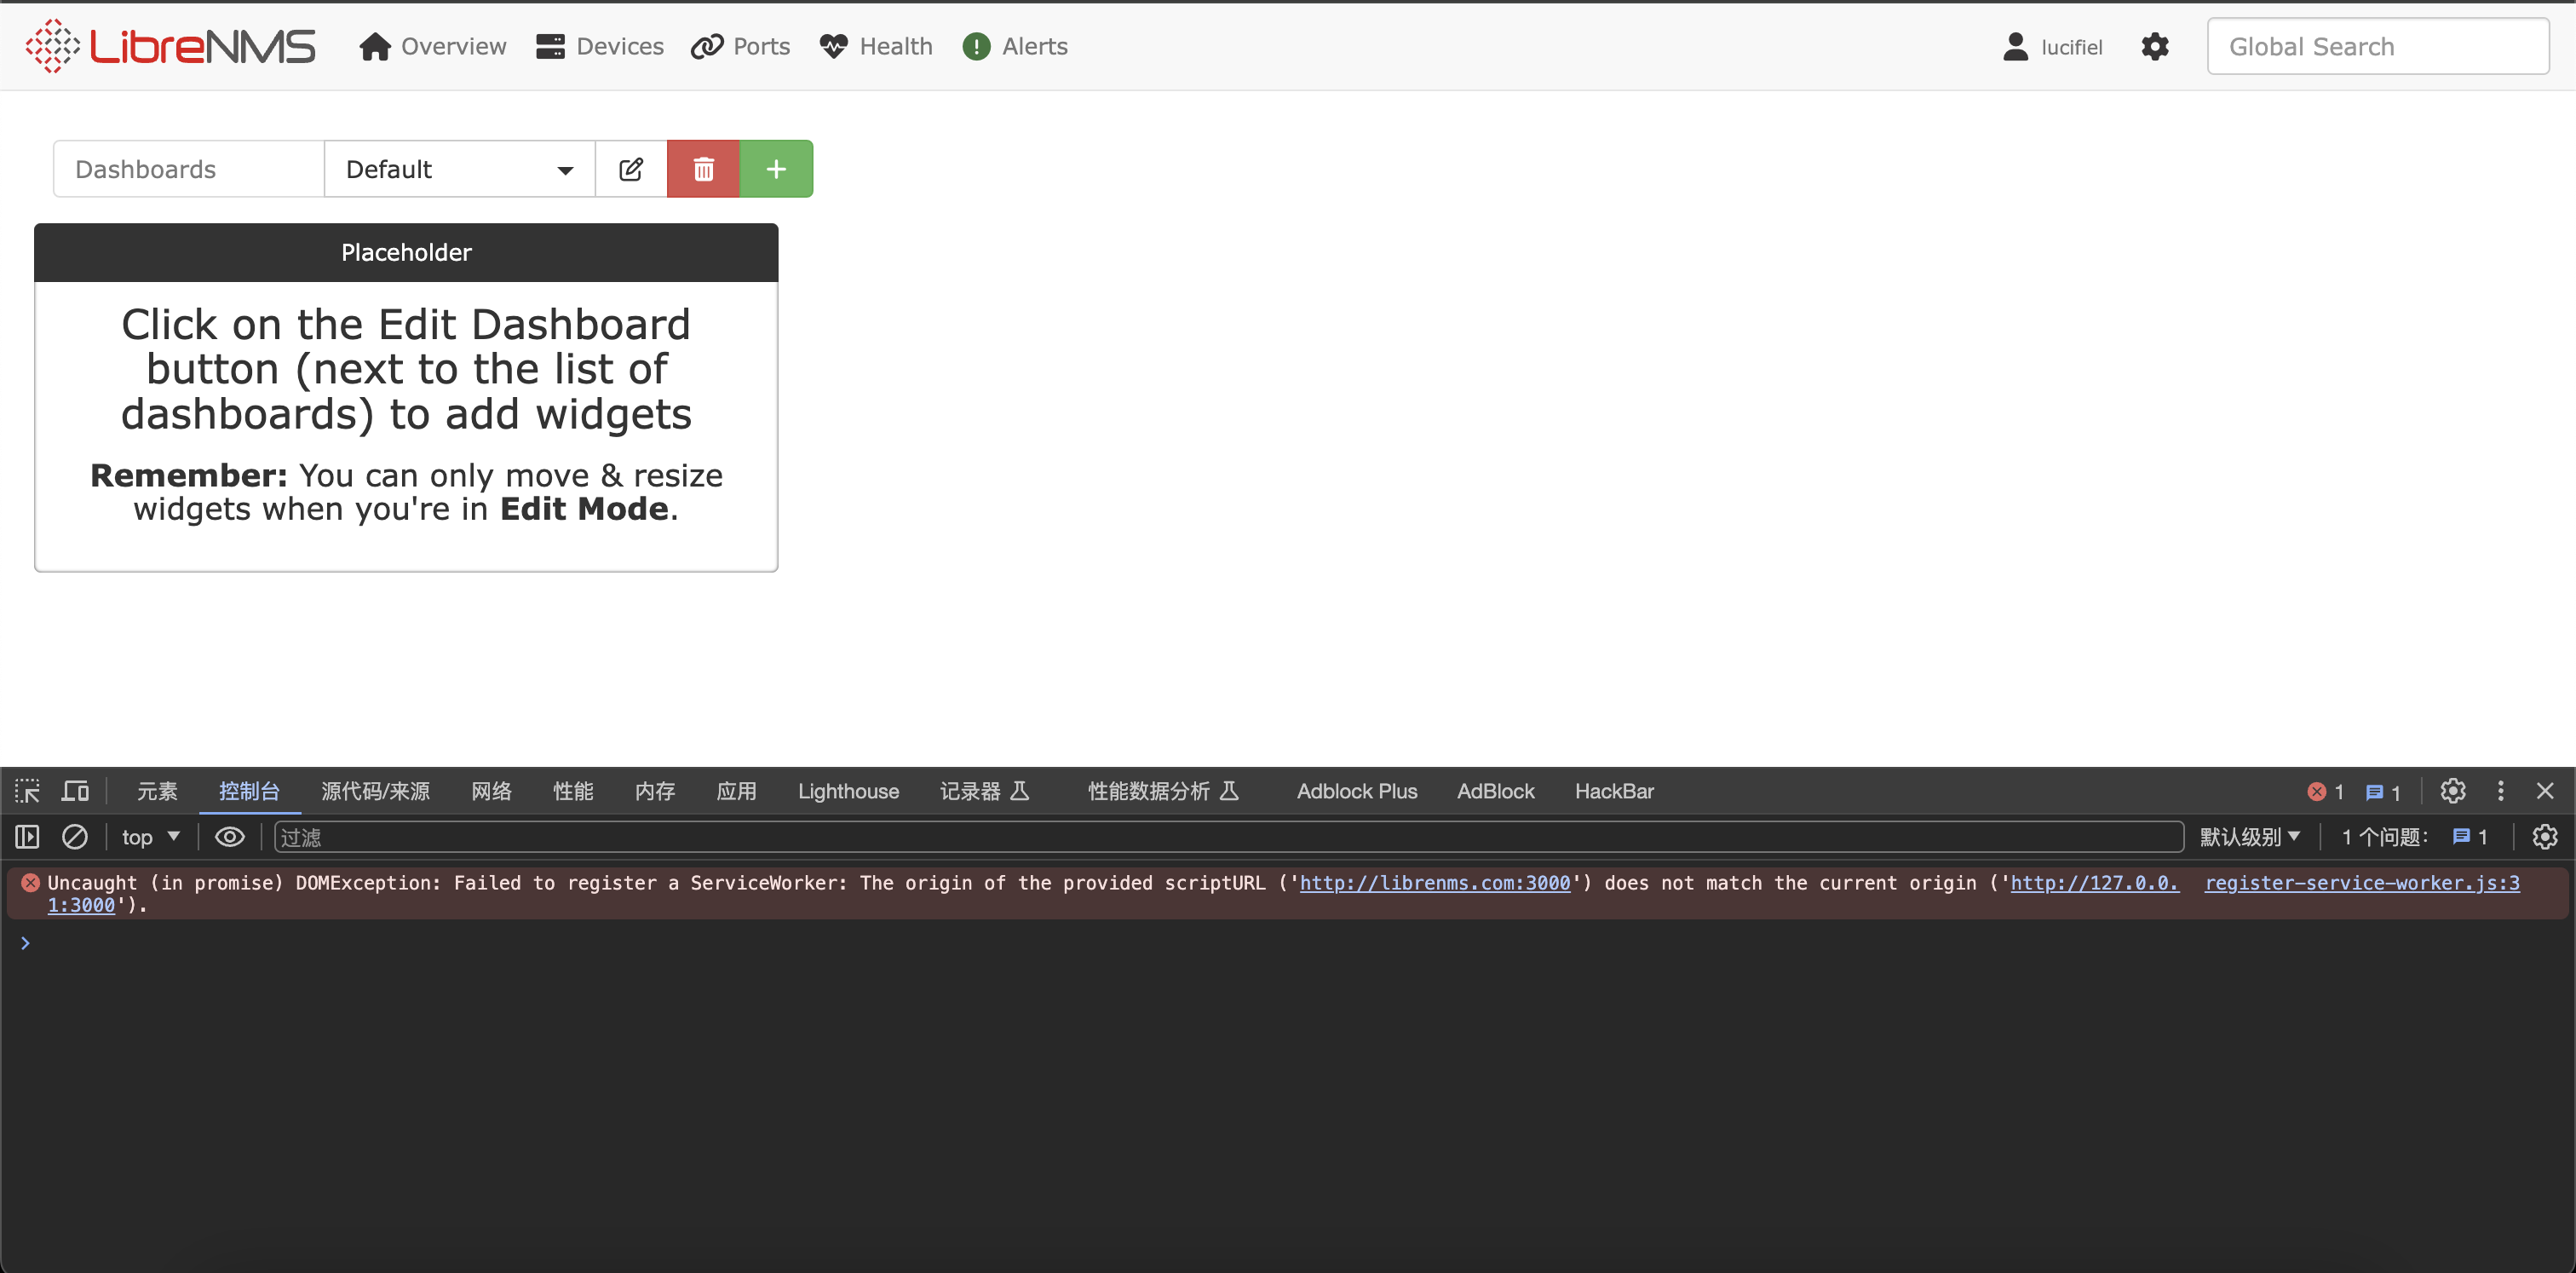 LibreNMS Overview Devices Ports Health Alerts lucifiel Global Search
Dashboards Default
Placeholder
Click on the Edit Dashboard
button (next to the list of
dashboards) to add widgets
Remember: You can only move & resize
widgets when you're in Edit Mode.
元素 控制台 源代码/来源 网络 性能 内存 应用 Lighthouse 记录器 性能数据分析 Adblock Plus AdBlock HackBar 1 1
top 过滤 默认级别 1 个问题: 1
Uncaught (in promise) DOMException: Failed to register a ServiceWorker: The origin of the provided scriptURL ('http://librenms.com:3000') does not match the current origin ('http://127.0.0. register-service-worker.js:3
1:3000').